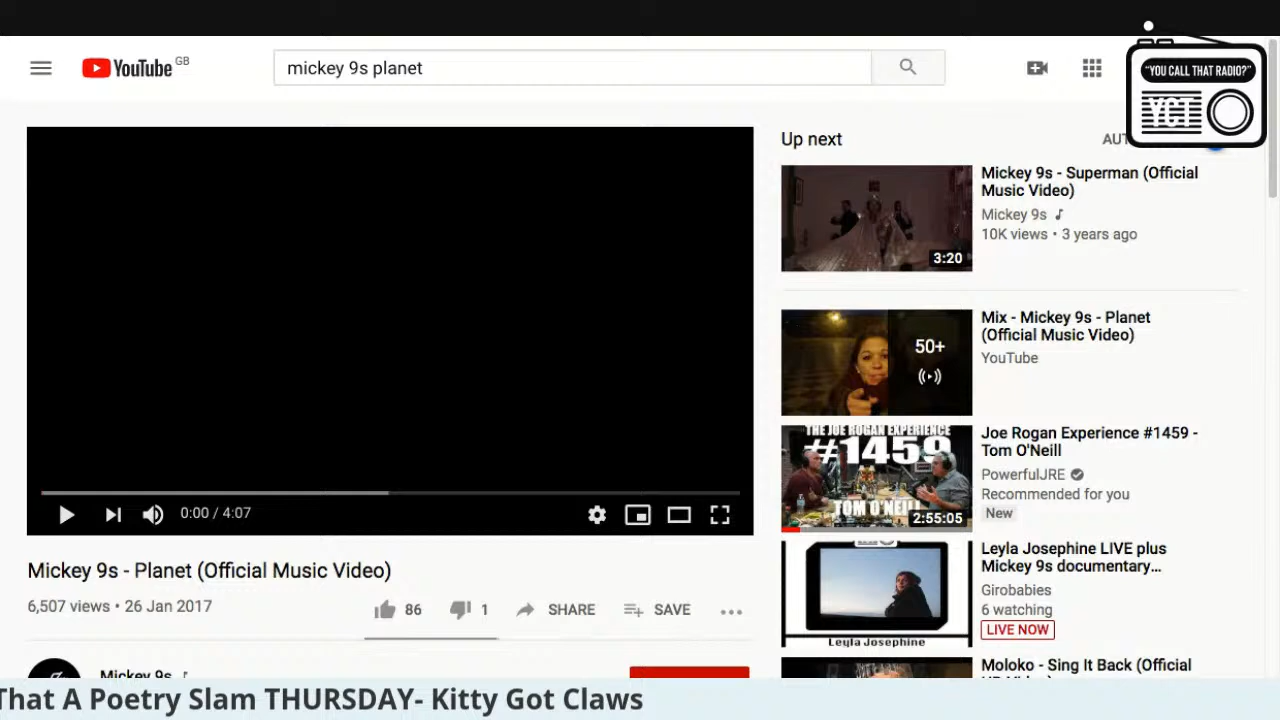 YouTube GB
mickey 9s planet
"YOU CALL THAT RADIO?"
YCT
Up next
AUT
Mickey 9s - Superman (Official
Music Video)
Mickey 9s
10K views • 3 years ago
3:20
Mix - Mickey 9s - Planet
(Official Music Video)
YouTube
50+
THE JOE ROGAN EXPERIENCE
#1459
TOM O'NEILL
2:55:05
Joe Rogan Experience #1459 -
Tom O'Neill
PowerfulJRE
Recommended for you
New
0:00 / 4:07
Leyla Josephine LIVE plus
Mickey 9s documentary…
Girobabies
6 watching
LIVE NOW
Leyla Josephine
Mickey 9s - Planet (Official Music Video)
6,507 views • 26 Jan 2017
86 1 SHARE SAVE
Moloko - Sing It Back (Official
Mickey 9s
That A Poetry Slam THURSDAY- Kitty Got Claws